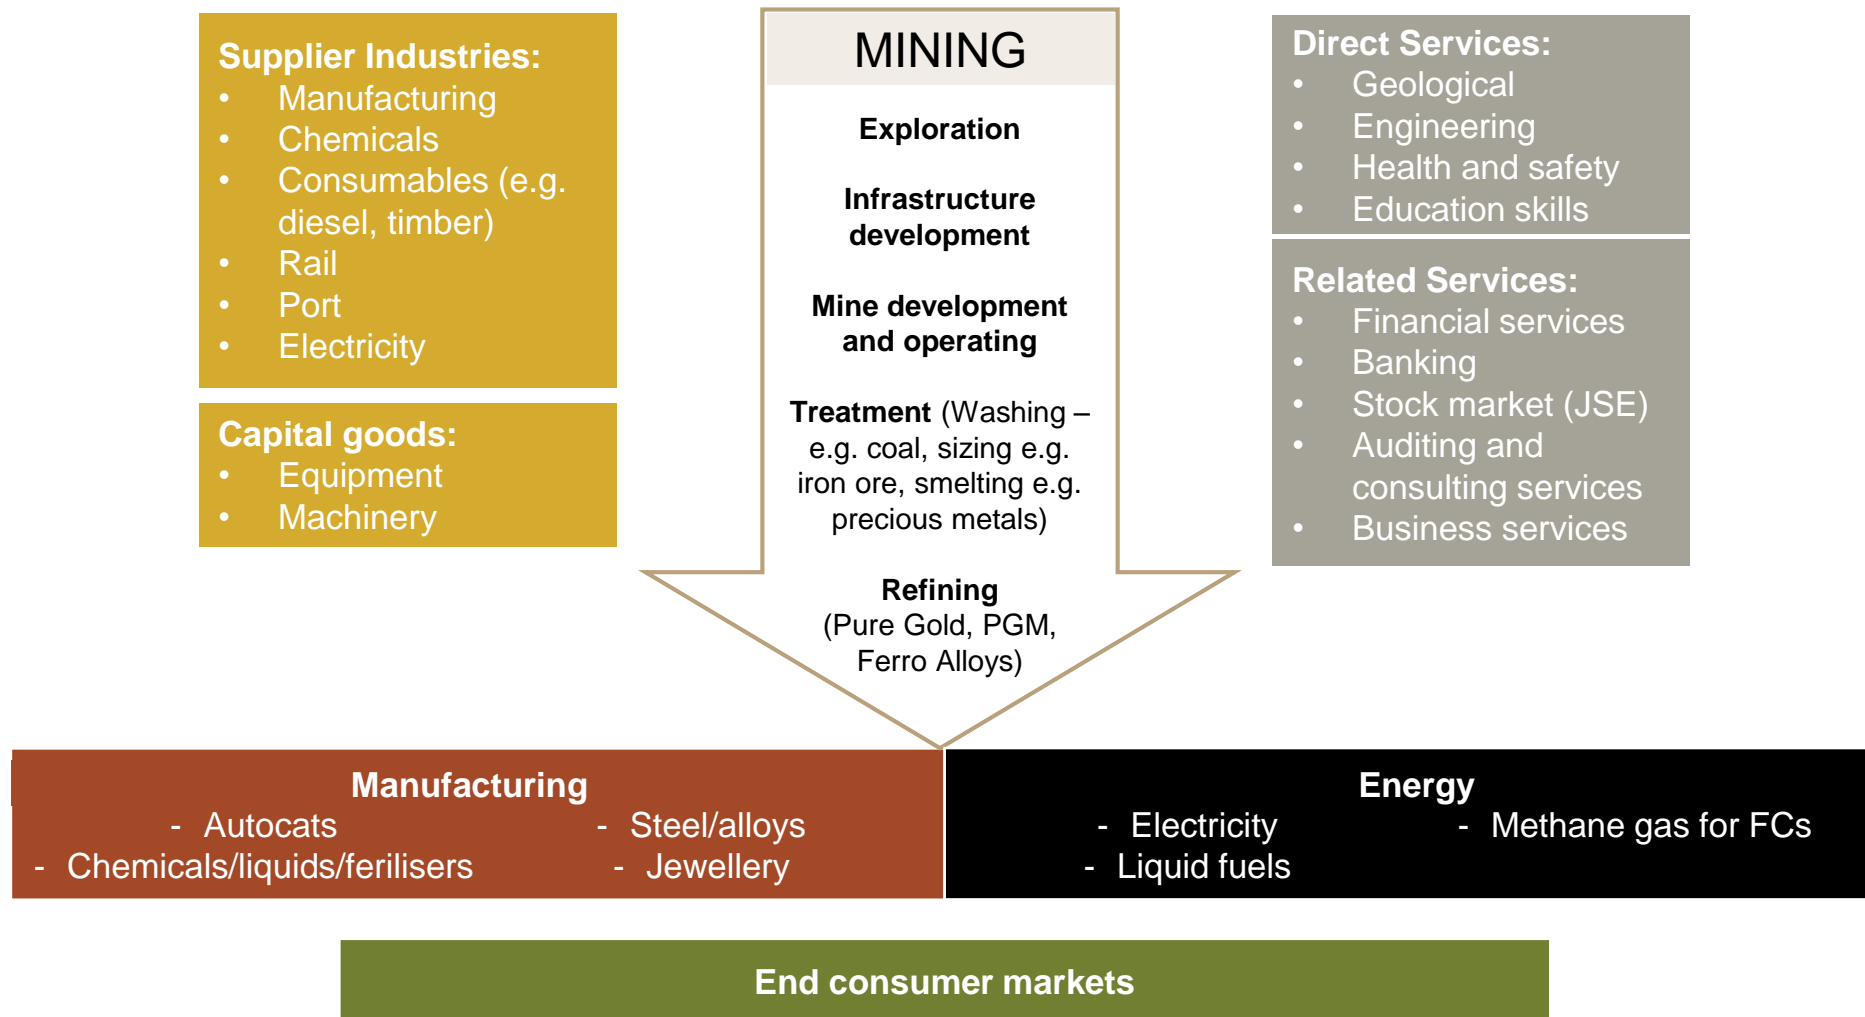 Supplier Industries:
• Manufacturing
• Chemicals
• Consumables (e.g.
diesel, timber)
• Rail
• Port
• Electricity
Capital goods:
• Equipment
• Machinery
MINING
Exploration
Infrastructure
development
Mine development
and operating
Treatment (Washing –
e.g. coal, sizing e.g.
iron ore, smelting e.g.
precious metals)
Refining
(Pure Gold, PGM,
Ferro Alloys)
Direct Services:
• Geological
• Engineering
• Health and safety
• Education skills
Related Services:
• Financial services
• Banking
• Stock market (JSE)
• Auditing and
consulting services
• Business services
Manufacturing
- Autocats - Steel/alloys
- Chemicals/liquids/ferilisers - Jewellery
Energy
- Electricity - Methane gas for FCs
- Liquid fuels
End consumer markets